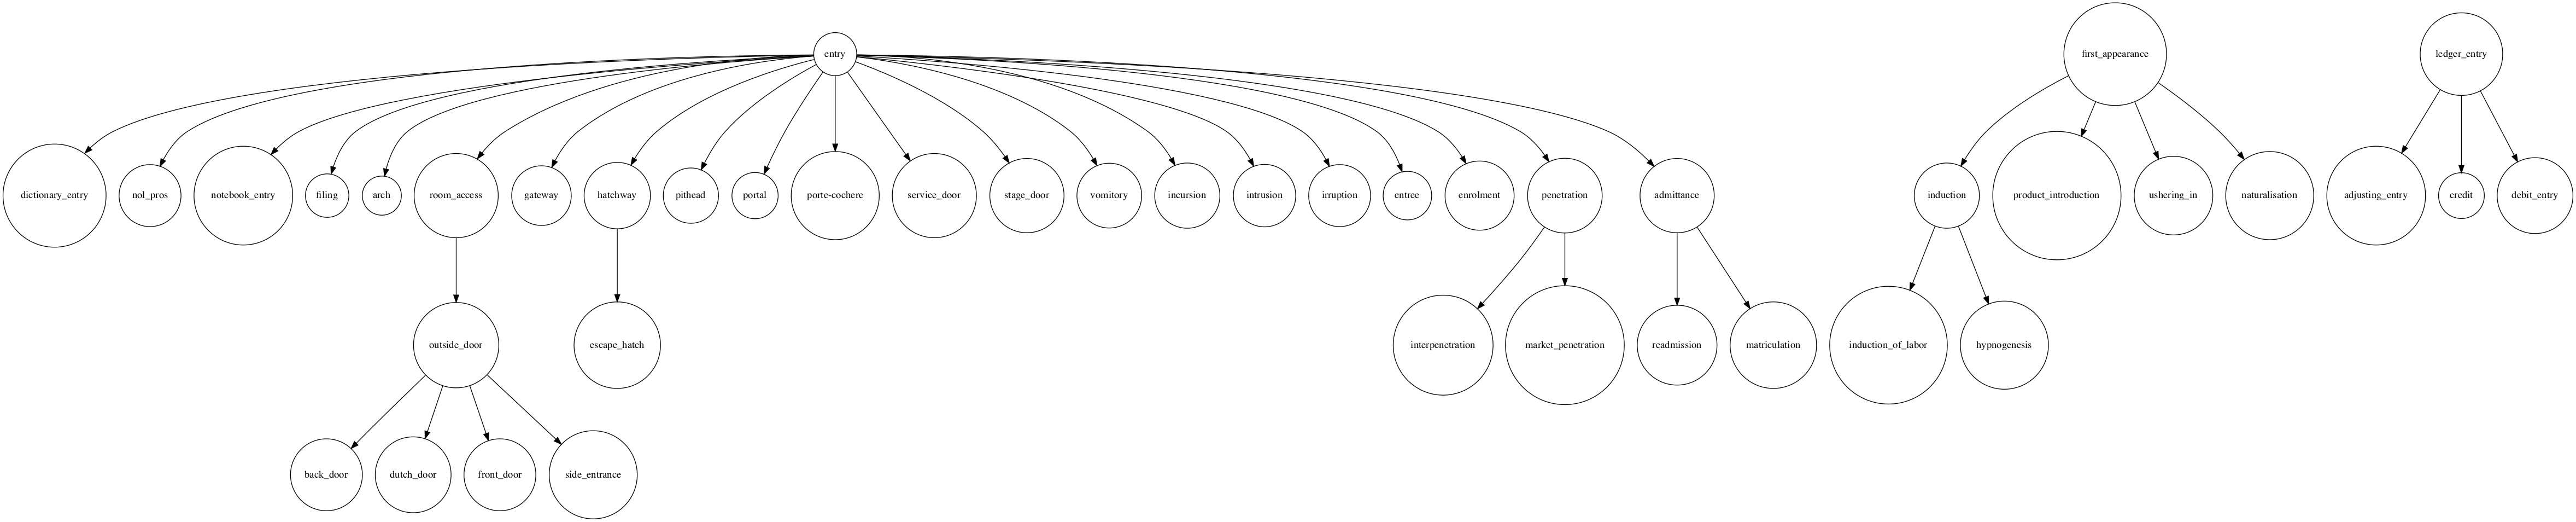 entry
first_appearance
ledger_entry
dictionary_entry
nol_pros
notebook_entry
filing
arch
room_access
gateway
hatchway
pithead
portal
porte-cochere
service_door
stage_door
vomitory
incursion
intrusion
irruption
entree
enrolment
penetration
admittance
induction
product_introduction
ushering_in
naturalisation
adjusting_entry
credit
debit_entry
outside_door
escape_hatch
interpenetration
market_penetration
readmission
matriculation
induction_of_labor
hypnogenesis
back_door
dutch_door
front_door
side_entrance